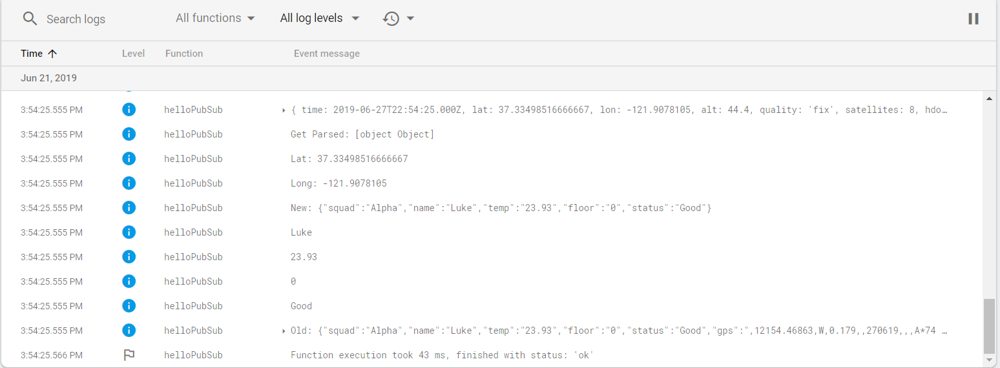 Search logs All functions All log levels
Time Level Function Event message
Jun 21, 2019
3:54:25.555 PM helloPubSub { time: 2019-06-27T22:54:25.000Z, lat: 37.33498516666667, lon: -121.9078105, alt: 44.4, quality: 'fix', satellites: 8, hdo…
3:54:25.555 PM helloPubSub Get Parsed: [object Object]
3:54:25.555 PM helloPubSub Lat: 37.33498516666667
3:54:25.555 PM helloPubSub Long: -121.9078105
3:54:25.555 PM helloPubSub New: {"squad":"Alpha","name":"Luke","temp":"23.93","floor":"0","status":"Good"}
3:54:25.555 PM helloPubSub Luke
3:54:25.555 PM helloPubSub 23.93
3:54:25.555 PM helloPubSub 0
3:54:25.555 PM helloPubSub Good
3:54:25.555 PM helloPubSub Old: {"squad":"Alpha","name":"Luke","temp":"23.93","floor":"0","status":"Good","gps":",12154.46863,W,0.179,,270619,,,A*74 …
3:54:25.566 PM helloPubSub Function execution took 43 ms, finished with status: 'ok'